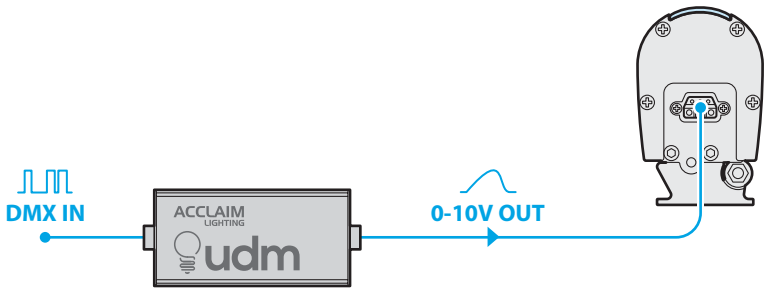 DMX IN
ACCLAIM
LIGHTING
udm
0-10V OUT